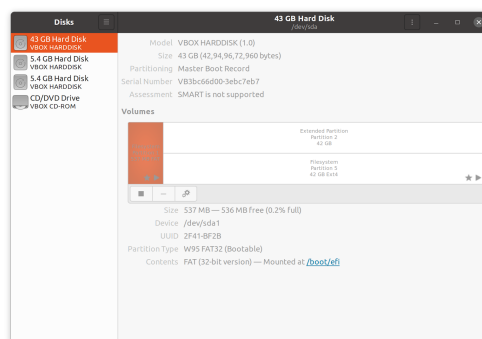 Disks
43 GB Hard Disk
/dev/sda
43 GB Hard Disk
VBOX HARDDISK
5.4 GB Hard Disk
VBOX HARDDISK
5.4 GB Hard Disk
VBOX HARDDISK
CD/DVD Drive
VBOX CD-ROM
Model VBOX HARDDISK (1.0)
Size 43 GB (42,94,96,72,960 bytes)
Partitioning Master Boot Record
Serial Number VB3bc66d00-3ebc7eb7
Assessment SMART is not supported
Volumes
Extended Partition
Partition 2
42 GB
Filesystem
Partition 5
42 GB Ext4
Size 537 MB — 536 MB free (0.2% full)
Device /dev/sda1
UUID 2F41-BF2B
Partition Type W95 FAT32 (Bootable)
Contents FAT (32-bit version) — Mounted at /boot/efi